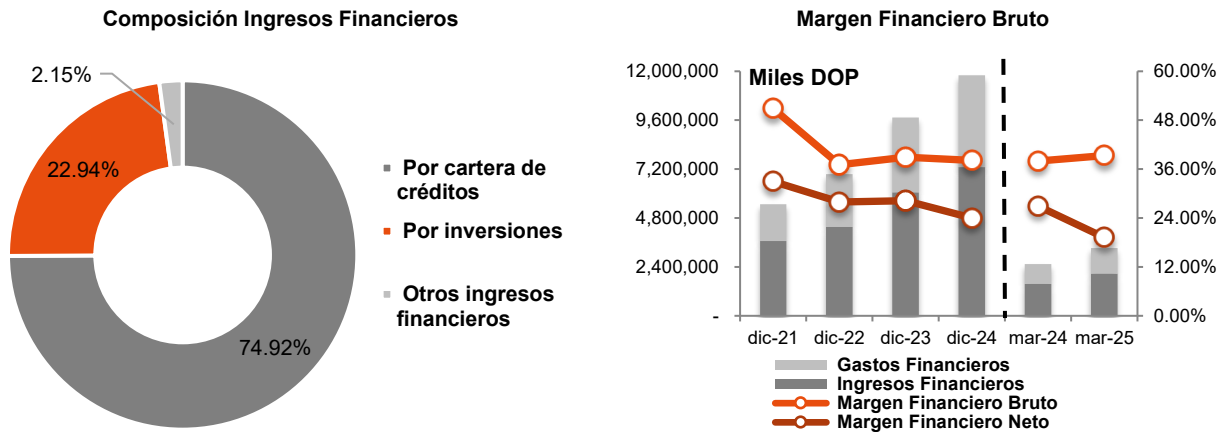 Composición Ingresos Financieros
2.15%
22.94%
74.92%
Por cartera de
créditos
Por inversiones
Otros ingresos
financieros
Margen Financiero Bruto
Miles DOP
12,000,000
9,600,000
7,200,000
4,800,000
2,400,000
-
60.00%
48.00%
36.00%
24.00%
12.00%
0.00%
dic-21 dic-22 dic-23 dic-24 mar-24 mar-25
Gastos Financieros
Ingresos Financieros
Margen Financiero Bruto
Margen Financiero Neto